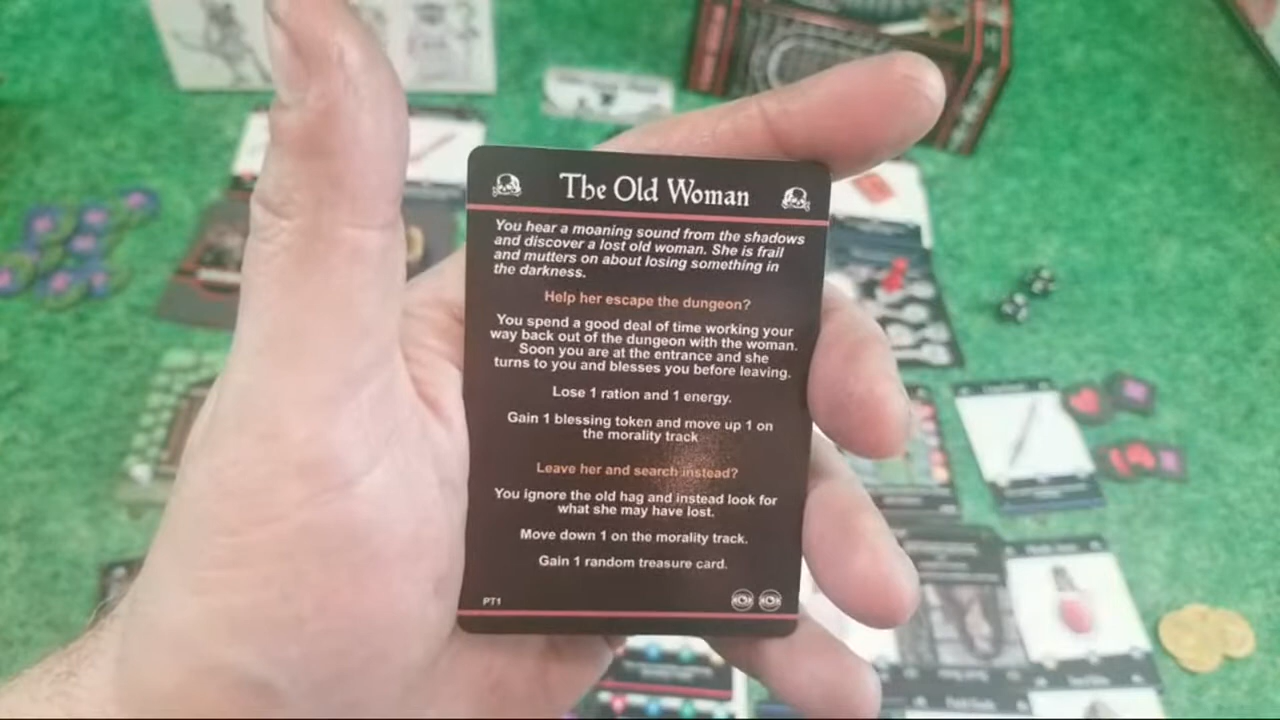 The Old Woman
You hear a moaning sound from the shadows
and discover a lost old woman. She is frail
and mutters on about losing something in
the darkness.
Help her escape the dungeon?
You spend a good deal of time working your
way back out of the dungeon with the woman.
Soon you are at the entrance and she
turns to you and blesses you before leaving.
Lose 1 ration and 1 energy.
Gain 1 blessing token and move up 1 on
the morality track
Leave her and search instead?
You ignore the old hag and instead look for
what she may have lost.
Move down 1 on the morality track.
Gain 1 random treasure card.
PT1